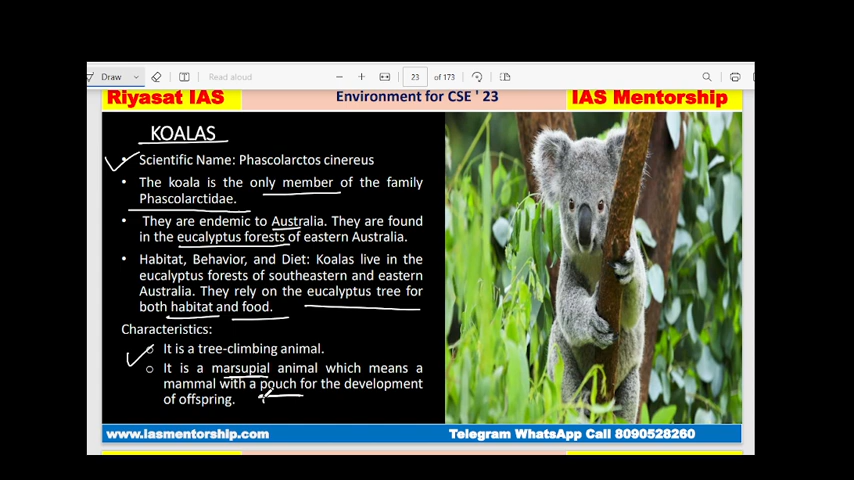 Draw
Read aloud
23 of 173
Riyasat IAS Environment for CSE ' 23 IAS Mentorship
KOALAS
• Scientific Name: Phascolarctos cinereus
• The koala is the only member of the family
Phascolarctidae.
• They are endemic to Australia. They are found
in the eucalyptus forests of eastern Australia.
• Habitat, Behavior, and Diet: Koalas live in the
eucalyptus forests of southeastern and eastern
Australia. They rely on the eucalyptus tree for
both habitat and food.
Characteristics:
o It is a tree-climbing animal.
o It is a marsupial animal which means a
mammal with a pouch for the development
of offspring.
www.iasmentorship.com Telegram WhatsApp Call 8090528260